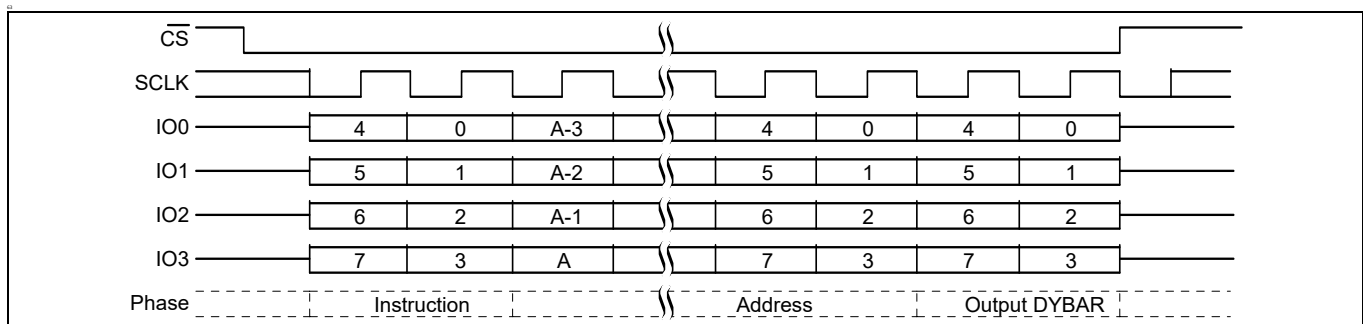 CS
SCLK
IO0 4 0 A-3 4 0 4 0
IO1 5 1 A-2 5 1 5 1
IO2 6 2 A-1 6 2 6 2
IO3 7 3 A 7 3 7 3
Phase Instruction Address Output DYBAR